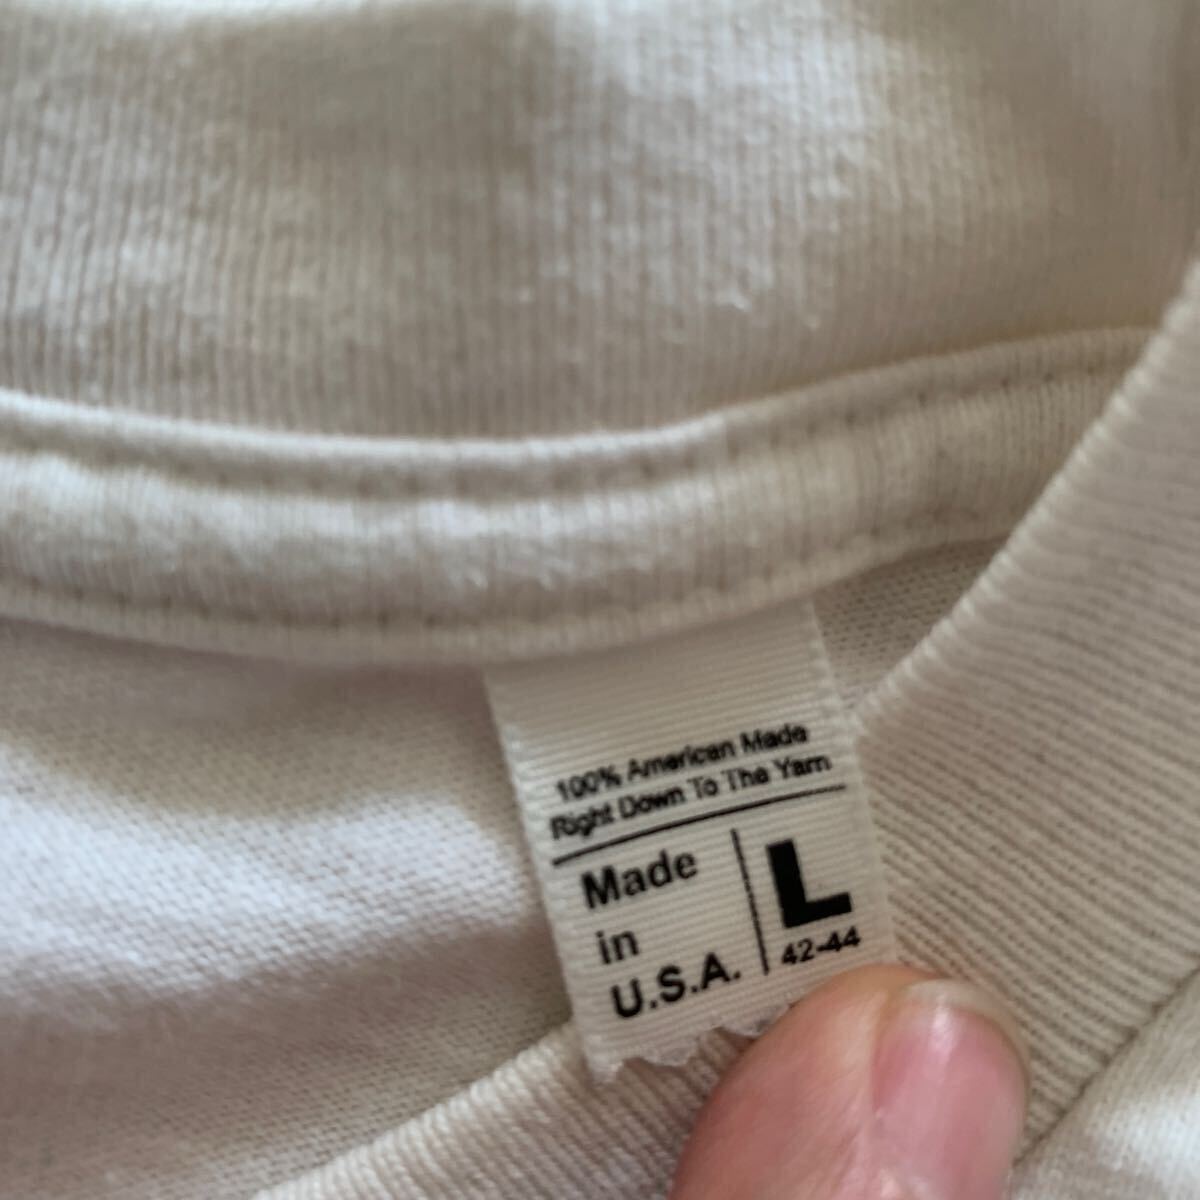 100% American Made
Right Down To The Yarn
Made
in
U.S.A.
L
42-44